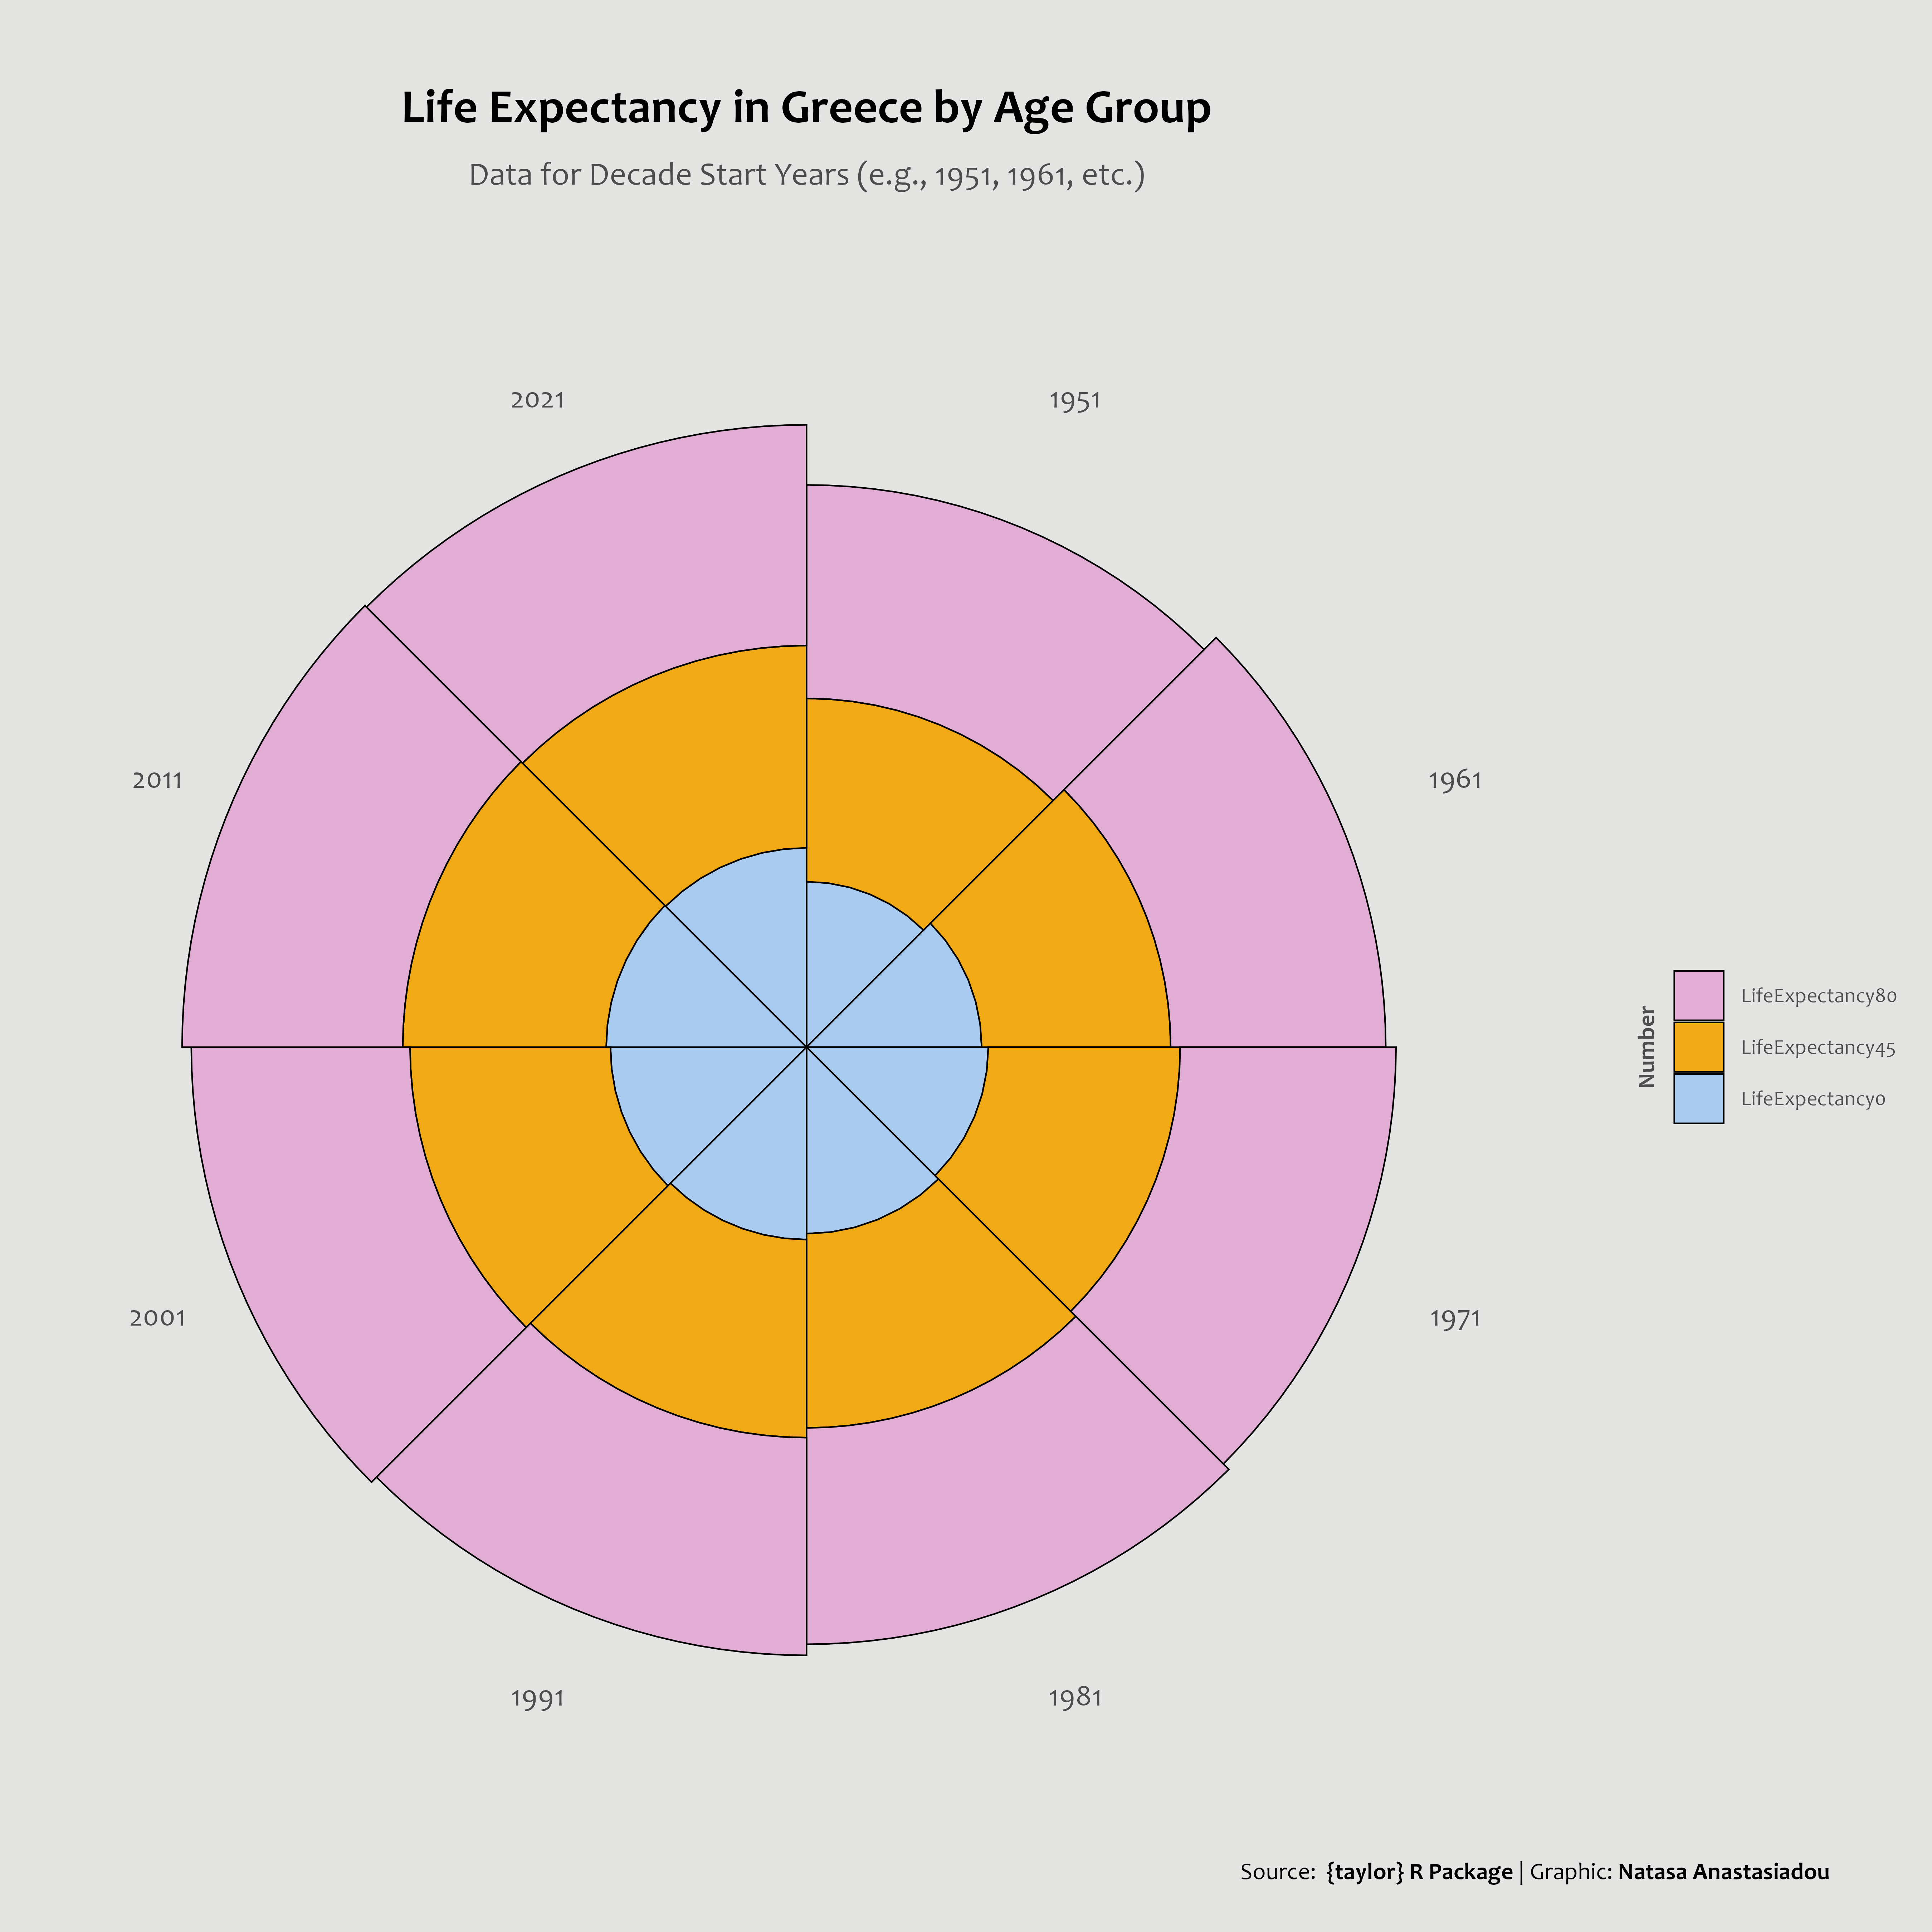 Life Expectancy in Greece by Age Group
Data for Decade Start Years (e.g., 1951, 1961, etc.)
2021
1951
2011
1961
Number
LifeExpectancy80
LifeExpectancy45
LifeExpectancy0
2001
1971
1991
1981
Source: {taylor} R Package | Graphic: Natasa Anastasiadou